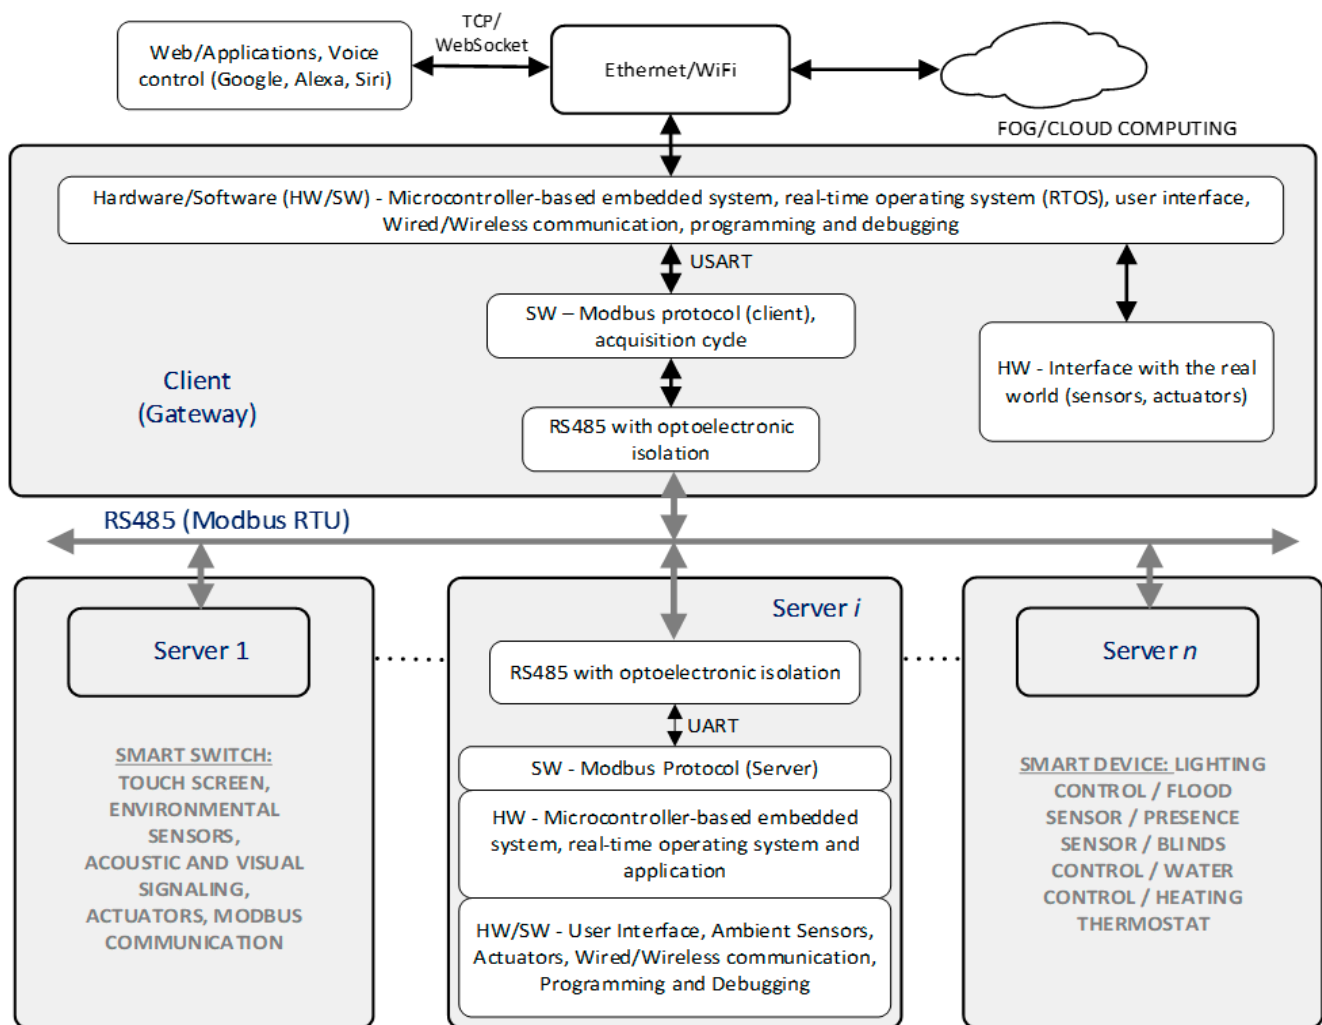 TCP/
WebSocket
Web/Applications, Voice
control (Google, Alexa, Siri)
Ethernet/WiFi
FOG/CLOUD COMPUTING
Hardware/Software (HW/SW) - Microcontroller-based embedded system, real-time operating system (RTOS), user interface,
Wired/Wireless communication, programming and debugging
USART
SW – Modbus protocol (client),
acquisition cycle
HW - Interface with the real
world (sensors, actuators)
Client
(Gateway)
RS485 with optoelectronic
isolation
RS485 (Modbus RTU)
Server 1
SMART SWITCH:
TOUCH SCREEN,
ENVIRONMENTAL
SENSORS,
ACOUSTIC AND VISUAL
SIGNALING,
ACTUATORS, MODBUS
COMMUNICATION
Server i
RS485 with optoelectronic isolation
UART
SW - Modbus Protocol (Server)
HW - Microcontroller-based embedded
system, real-time operating system and
application
HW/SW - User Interface, Ambient Sensors,
Actuators, Wired/Wireless communication,
Programming and Debugging
Server n
SMART DEVICE: LIGHTING
CONTROL / FLOOD
SENSOR / PRESENCE
SENSOR / BLINDS
CONTROL / WATER
CONTROL / HEATING
THERMOSTAT